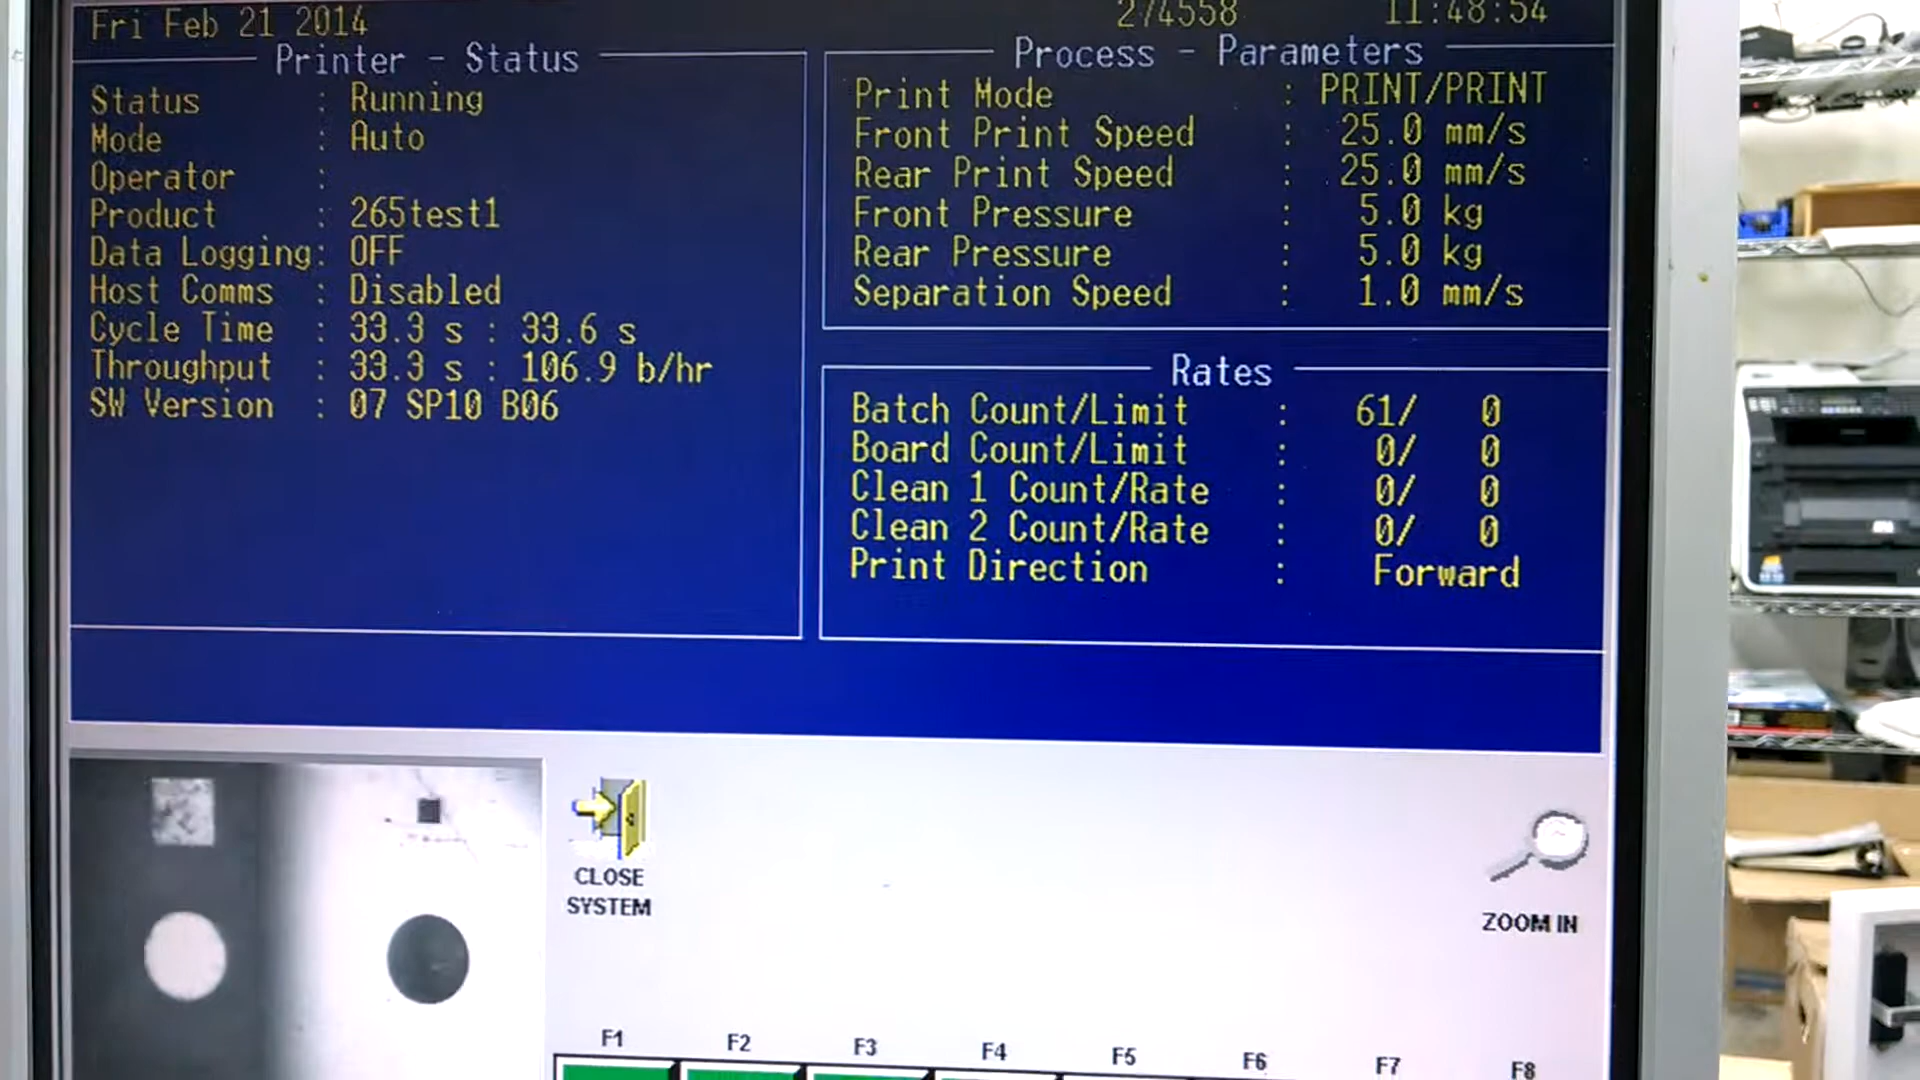 Fri Feb 21 2014
274558
11:48:54
Printer - Status
Status : Running
Mode : Auto
Operator :
Product : 265test1
Data Logging: OFF
Host Comms : Disabled
Cycle Time : 33.3 s : 33.6 s
Throughput : 33.3 s : 106.9 b/hr
SW Version : 07 SP10 B06
Process - Parameters
Print Mode : PRINT/PRINT
Front Print Speed : 25.0 mm/s
Rear Print Speed : 25.0 mm/s
Front Pressure : 5.0 kg
Rear Pressure : 5.0 kg
Separation Speed : 1.0 mm/s
Rates
Batch Count/Limit : 61/ 0
Board Count/Limit : 0/ 0
Clean 1 Count/Rate : 0/ 0
Clean 2 Count/Rate : 0/ 0
Print Direction : Forward
CLOSE
SYSTEM
ZOOM IN
F1 F2 F3 F4 F5 F6 F7 F8